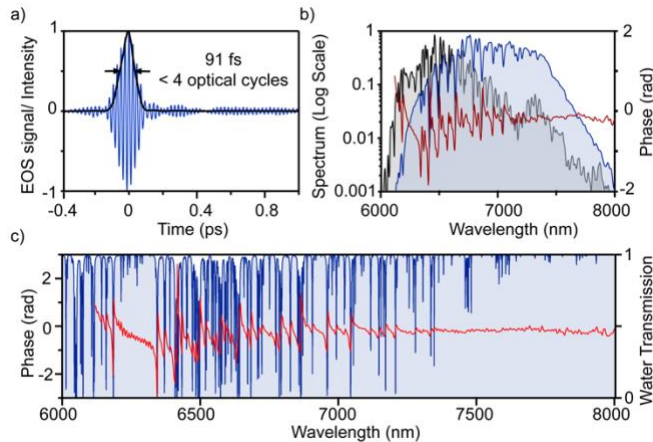 a)
EOS signal/ Intensity
1
0
-1
91 fs
< 4 optical cycles
-0.4
0
0.4
0.8
Time (ps)
b)
Spectrum (Log Scale)
1
0.1
0.01
0.001
2
0
-2
Phase (rad)
6000
7000
8000
Wavelength (nm)
c)
Phase (rad)
2
0
-2
1
0
Water Transmission
6000
6500
7000
7500
8000
Wavelength (nm)